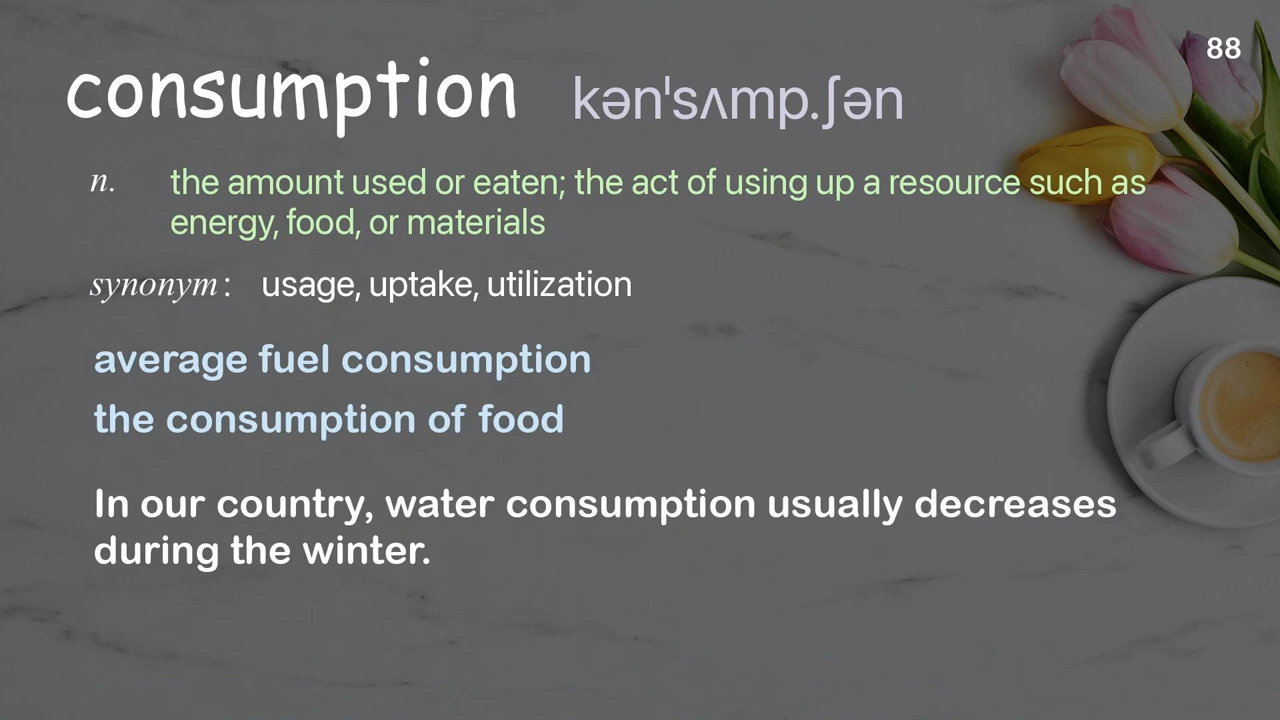 88
consumption kən'sʌmp.ʃən
n. the amount used or eaten; the act of using up a resource such as
energy, food, or materials
synonym: usage, uptake, utilization
average fuel consumption
the consumption of food
In our country, water consumption usually decreases
during the winter.